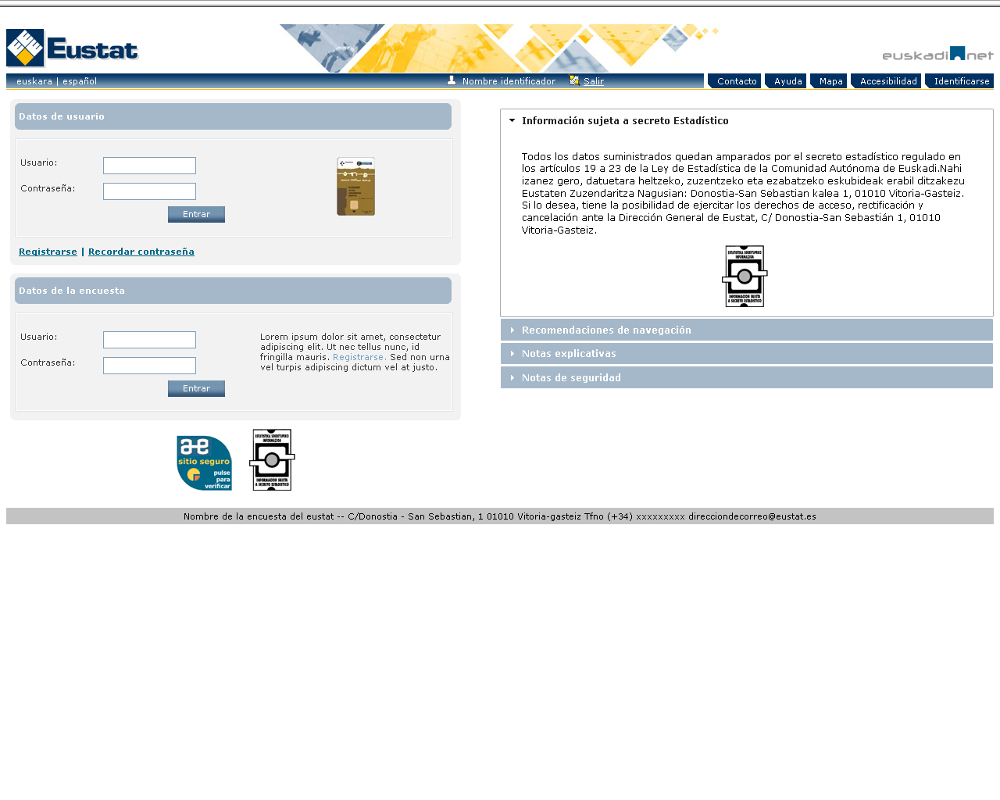 Eustat
euskadi.net
euskara | español
Nombre identificador
Salir
Contacto
Ayuda
Mapa
Accesibilidad
Identificarse
Datos de usuario
Usuario:
Contraseña:
Entrar
Registrarse | Recordar contraseña
Datos de la encuesta
Usuario:
Contraseña:
Entrar
Lorem ipsum dolor sit amet, consectetur
adipiscing elit. Ut nec tellus nunc, id
fringilla mauris. Registrarse. Sed non urna
vel turpis adipiscing dictum vel at justo.
a-e
sitio seguro
pulse
para
verificar
ESTATISTIKA SEKRETUPEKO
INFORMAZIOA
INFORMACION SUJETA
A SECRETO ESTADISTICO
Información sujeta a secreto Estadístico
Todos los datos suministrados quedan amparados por el secreto estadístico regulado en
los artículos 19 a 23 de la Ley de Estadística de la Comunidad Autónoma de Euskadi.Nahi
izanez gero, datuetara heltzeko, zuzentzeko eta ezabatzeko eskubideak erabil ditzakezu
Eustaten Zuzendaritza Nagusian: Donostia-San Sebastian kalea 1, 01010 Vitoria-Gasteiz.
Si lo desea, tiene la posibilidad de ejercitar los derechos de acceso, rectificación y
cancelación ante la Dirección General de Eustat, C/ Donostia-San Sebastián 1, 01010
Vitoria-Gasteiz.
ESTATISTIKA SEKRETUPEKO
INFORMAZIOA
INFORMACION SUJETA
A SECRETO ESTADISTICO
Recomendaciones de navegación
Notas explicativas
Notas de seguridad
Nombre de la encuesta del eustat -- C/Donostia - San Sebastian, 1 01010 Vitoria-gasteiz Tfno (+34) xxxxxxxxx direcciondecorreo@eustat.es